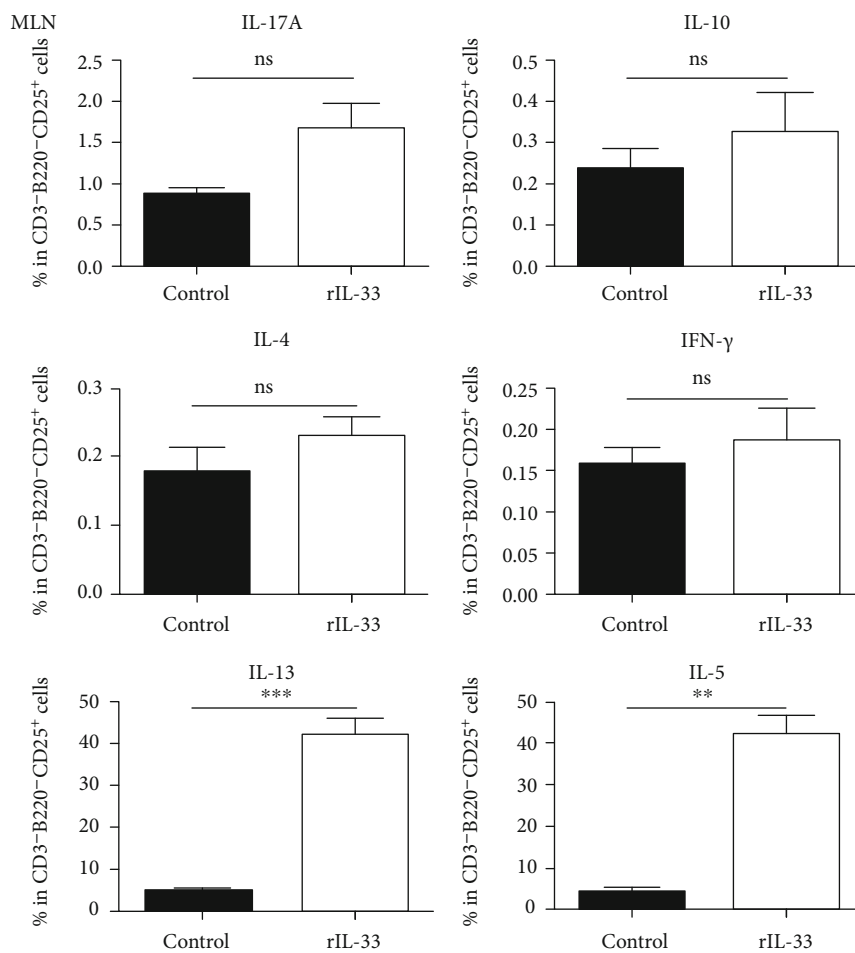 MLN
IL-17A
ns
% in CD3⁻B220⁻CD25⁺ cells
2.5
2.0
1.5
1.0
0.5
0.0
Control
rIL-33
IL-10
ns
% in CD3⁻B220⁻CD25⁺ cells
0.5
0.4
0.3
0.2
0.1
0.0
Control
rIL-33
IL-4
ns
% in CD3⁻B220⁻CD25⁺ cells
0.3
0.2
0.1
0.0
Control
rIL-33
IFN-γ
ns
% in CD3⁻B220⁻CD25⁺ cells
0.25
0.20
0.15
0.10
0.05
0.00
Control
rIL-33
IL-13
***
% in CD3⁻B220⁻CD25⁺ cells
50
40
30
20
10
0
Control
rIL-33
IL-5
**
% in CD3⁻B220⁻CD25⁺ cells
50
40
30
20
10
0
Control
rIL-33